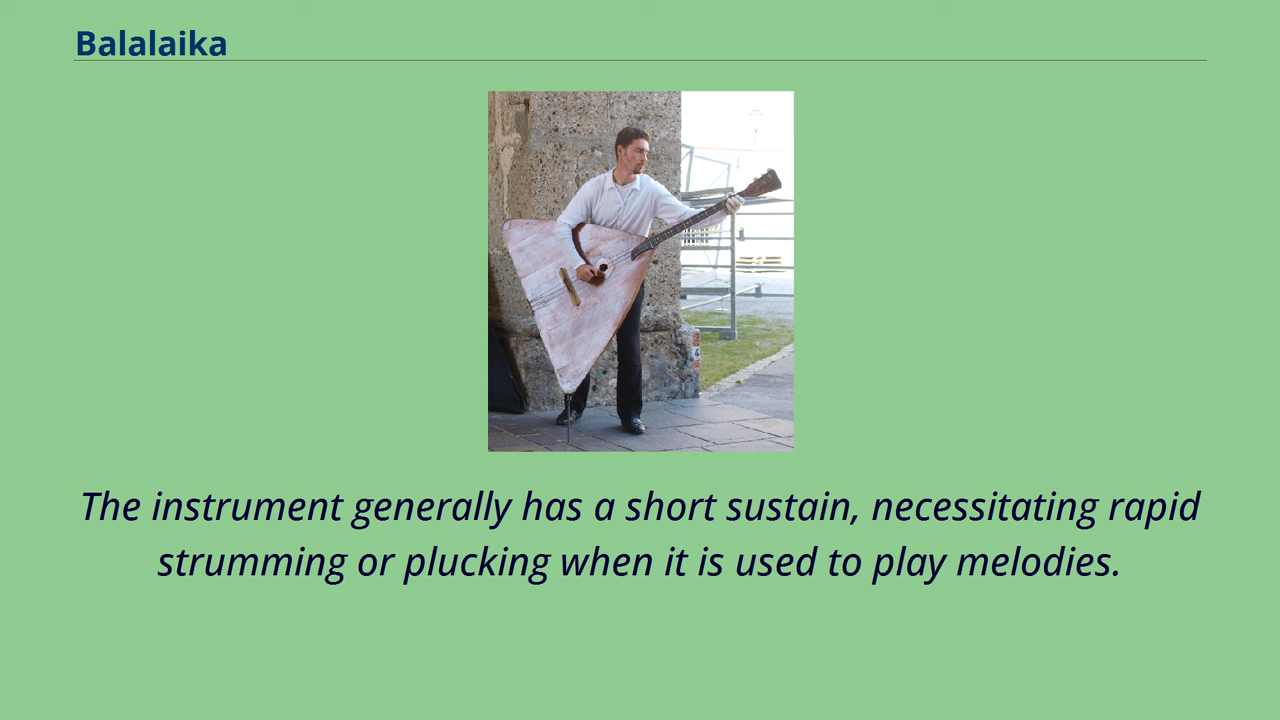 Balalaika
The instrument generally has a short sustain, necessitating rapid
strumming or plucking when it is used to play melodies.